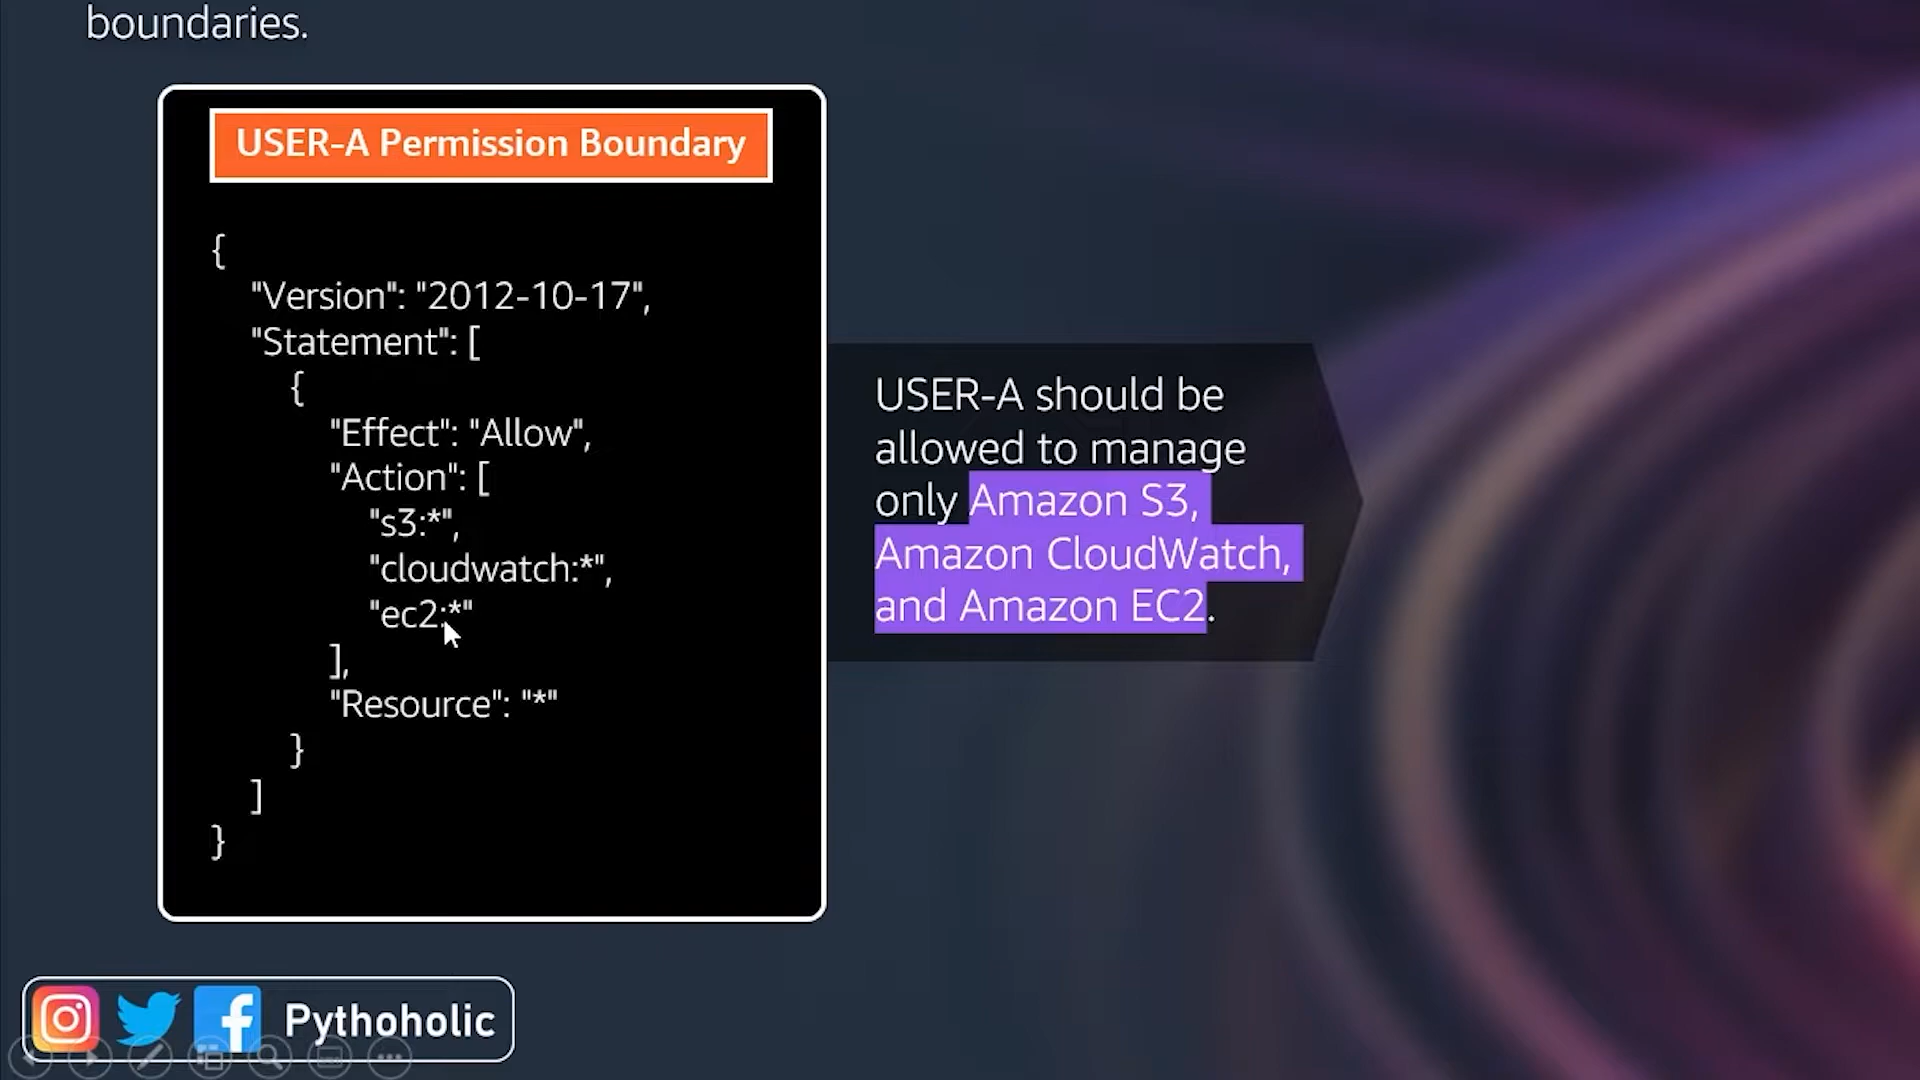 boundaries.
USER-A Permission Boundary
{
"Version": "2012-10-17",
"Statement": [
{
"Effect": "Allow",
"Action": [
"s3:*",
"cloudwatch:*",
"ec2:*"
],
"Resource": "*"
}
]
}
USER-A should be
allowed to manage
only Amazon S3,
Amazon CloudWatch,
and Amazon EC2.
Pythoholic